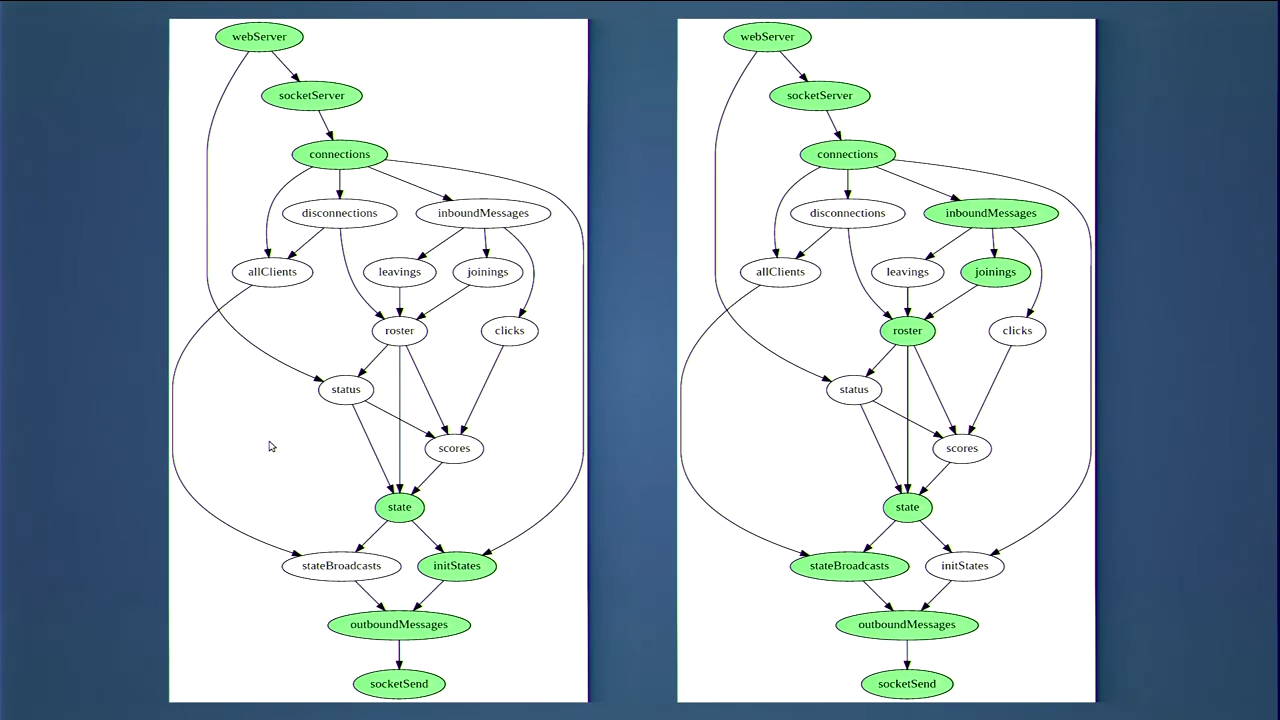 webServer
socketServer
connections
disconnections
inboundMessages
allClients
leavings
joinings
roster
clicks
status
scores
state
stateBroadcasts
initStates
outboundMessages
socketSend
webServer
socketServer
connections
disconnections
inboundMessages
allClients
leavings
joinings
roster
clicks
status
scores
state
stateBroadcasts
initStates
outboundMessages
socketSend